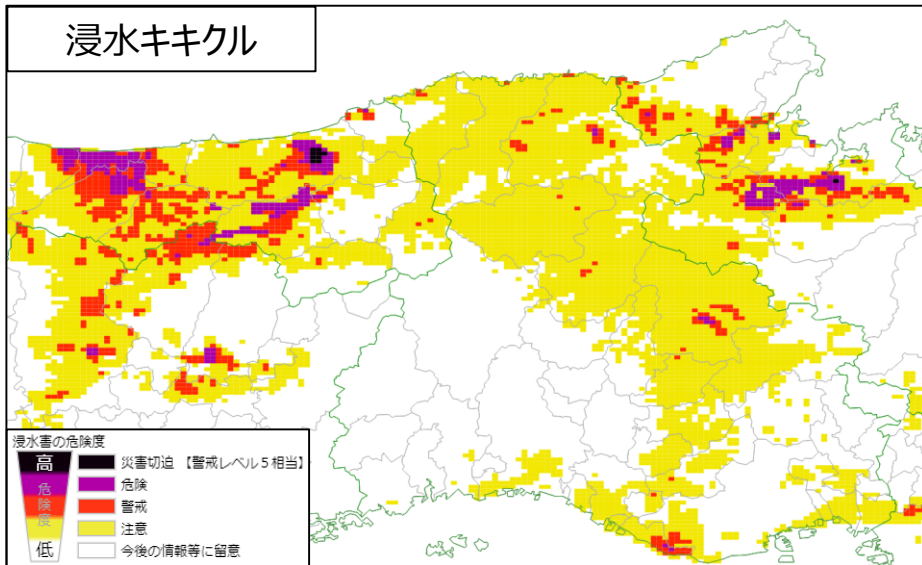 浸水キキクル
浸水害の危険度
高
危険度
低
災害切迫 【警戒レベル5相当】
危険
警戒
注意
今後の情報等に留意